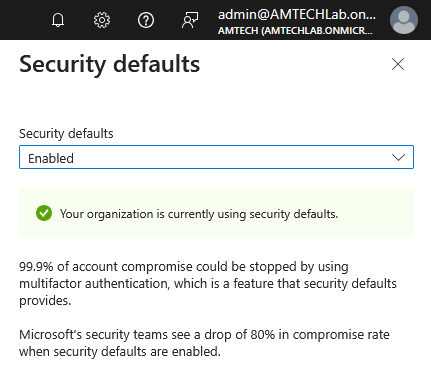 admin@AMTECHLab.on...
AMTECH (AMTECHLAB.ONMICR...
Security defaults
Security defaults
Enabled
Your organization is currently using security defaults.
99.9% of account compromise could be stopped by using
multifactor authentication, which is a feature that security defaults
provides.
Microsoft's security teams see a drop of 80% in compromise rate
when security defaults are enabled.